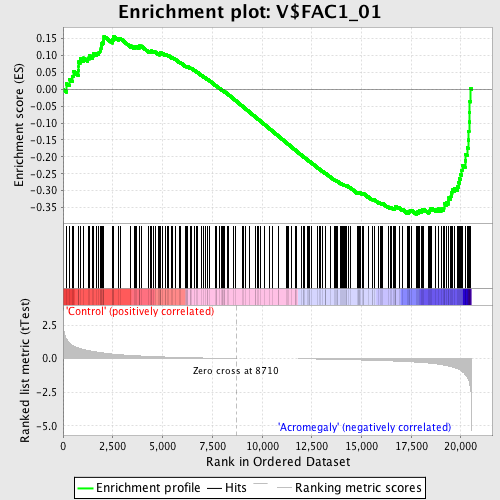 Enrichment plot: V$FAC1_01
Enrichment score (ES)
0.15
0.10
0.05
0.00
-0.05
-0.10
-0.15
-0.20
-0.25
-0.30
-0.35
Ranked list metric (tTest)
'Control' (positively correlated)
2.5
0.0
-2.5
-5.0
Zero cross at 8710
'Acromegaly' (negatively correlated)
0 2,500 5,000 7,500 10,000 12,500 15,000 17,500 20,000
Rank in Ordered Dataset
Enrichment profile Hits Ranking metric scores